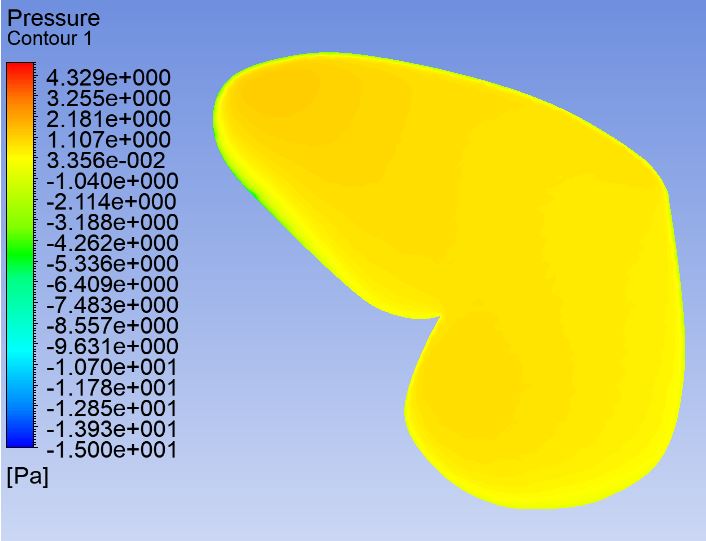 Pressure
Contour 1
4.329e+000
3.255e+000
2.181e+000
1.107e+000
3.356e-002
-1.040e+000
-2.114e+000
-3.188e+000
-4.262e+000
-5.336e+000
-6.409e+000
-7.483e+000
-8.557e+000
-9.631e+000
-1.070e+001
-1.178e+001
-1.285e+001
-1.393e+001
-1.500e+001
[Pa]